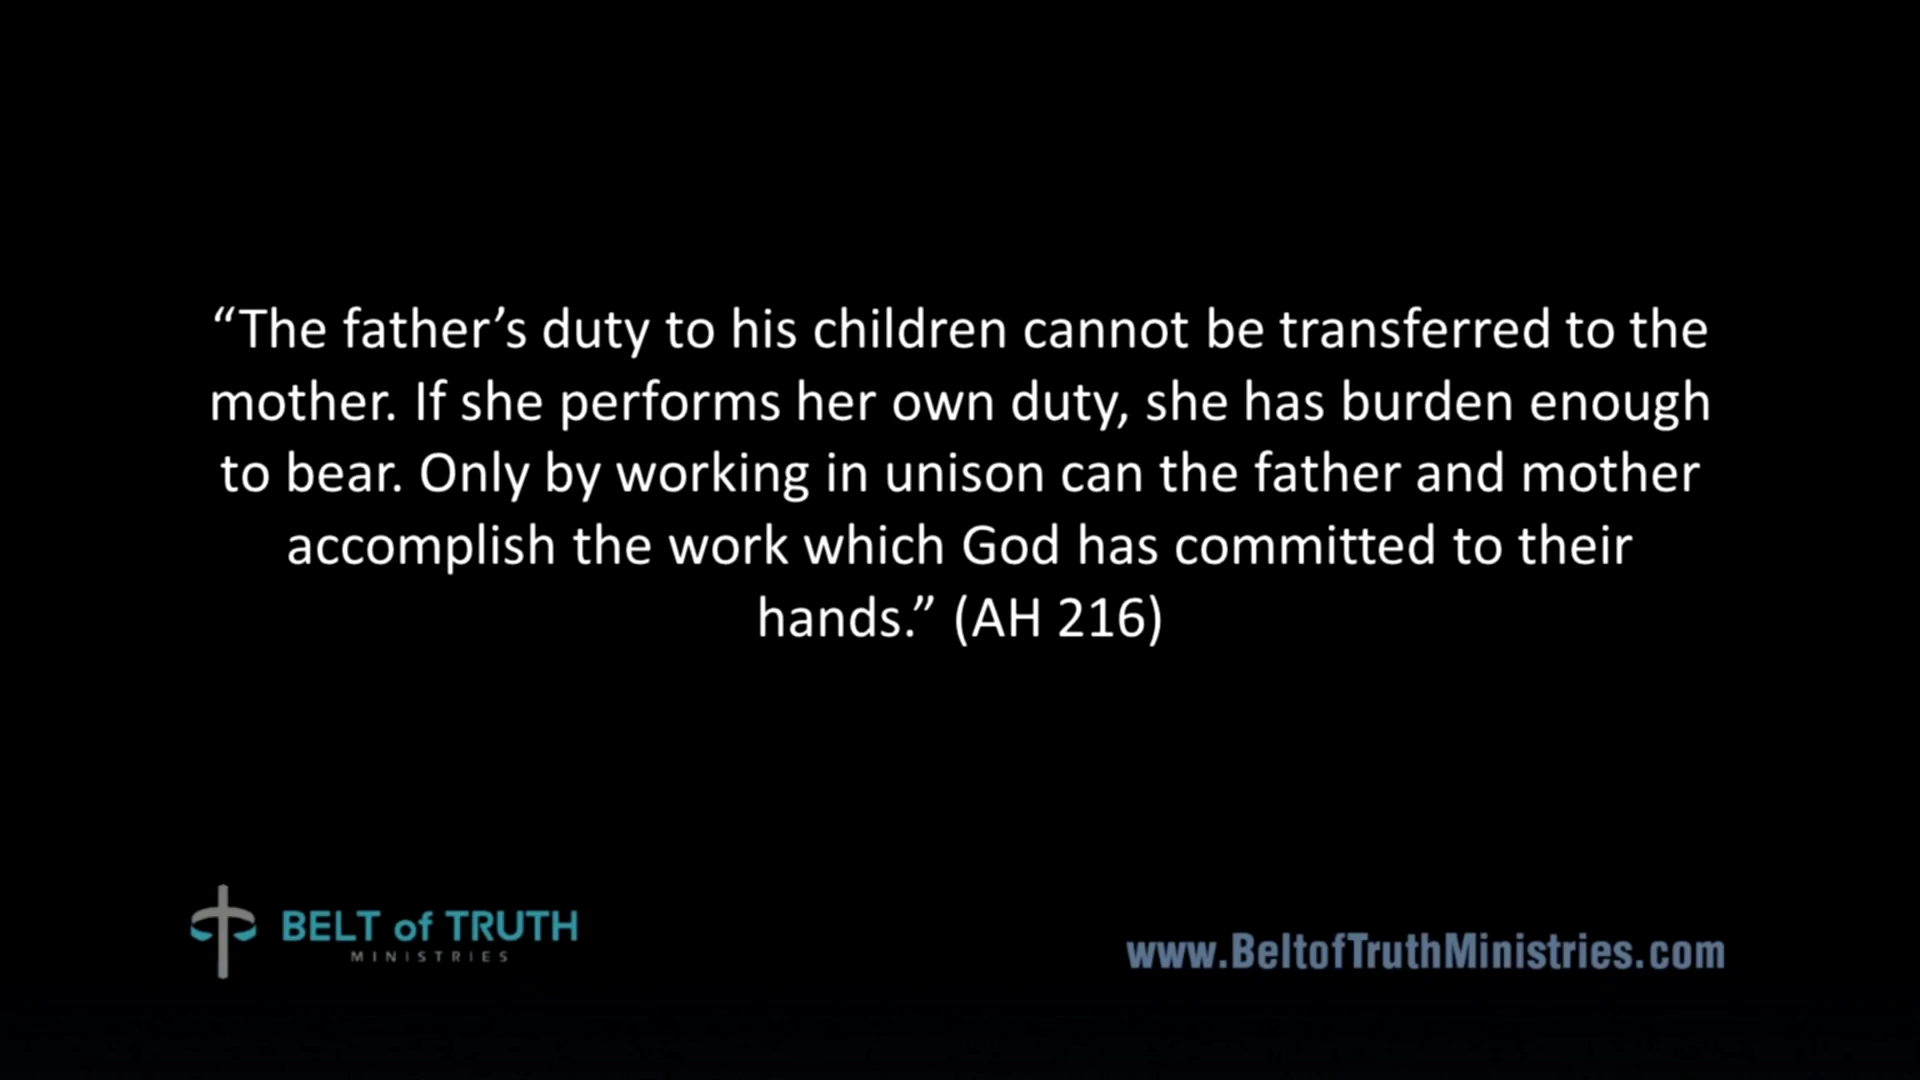 “The father’s duty to his children cannot be transferred to the
mother. If she performs her own duty, she has burden enough
to bear. Only by working in unison can the father and mother
accomplish the work which God has committed to their
hands.” (AH 216)
BELT of TRUTH
MINISTRIES
www.BeltofTruthMinistries.com